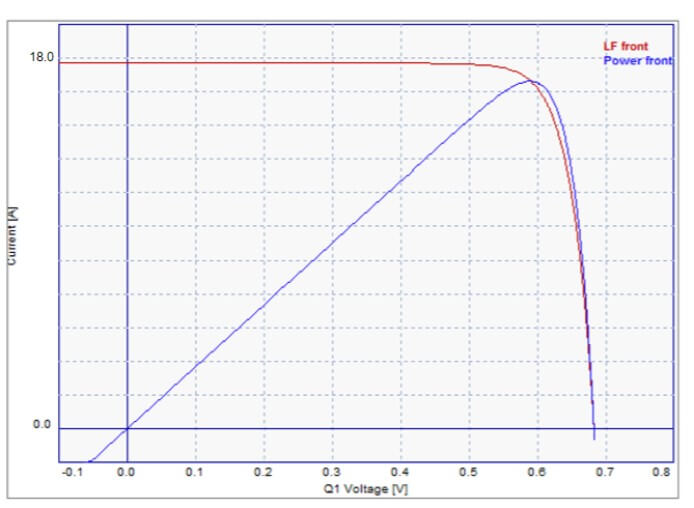 18.0
LF front
Power front
Current [A]
0.0
-0.1 0.0 0.1 0.2 0.3 0.4 0.5 0.6 0.7 0.8
Q1 Voltage [V]